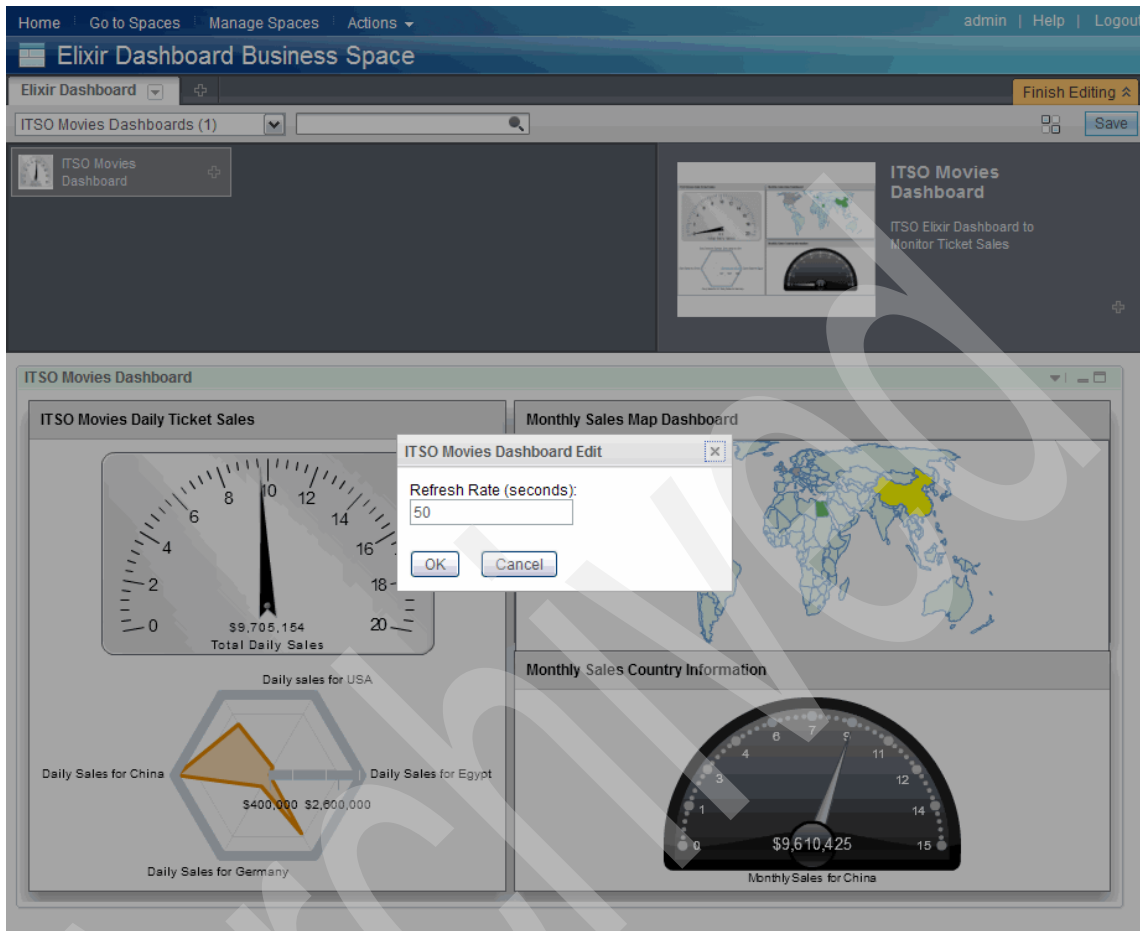 Home Go to Spaces Manage Spaces Actions
admin | Help | Logout
Elixir Dashboard Business Space
Elixir Dashboard
Finish Editing
ITSO Movies Dashboards (1)
Save
ITSO Movies
Dashboard
ITSO Movies
Dashboard
ITSO Elixir Dashboard to
Monitor Ticket Sales
ITSO Movies Dashboard
ITSO Movies Daily Ticket Sales
Monthly Sales Map Dashboard
ITSO Movies Dashboard Edit
Refresh Rate (seconds):
50
OK Cancel
0 2 4 6 8 10 12 14 16 18 20
$9,705,154
Total Daily Sales
Daily sales for USA
Daily Sales for China
Daily Sales for Egypt
$400,000 $2,600,000
Daily Sales for Germany
Monthly Sales Country Information
0 1 3 4 6 7 9 11 12 14 15
$9,610,425
Monthly Sales for China